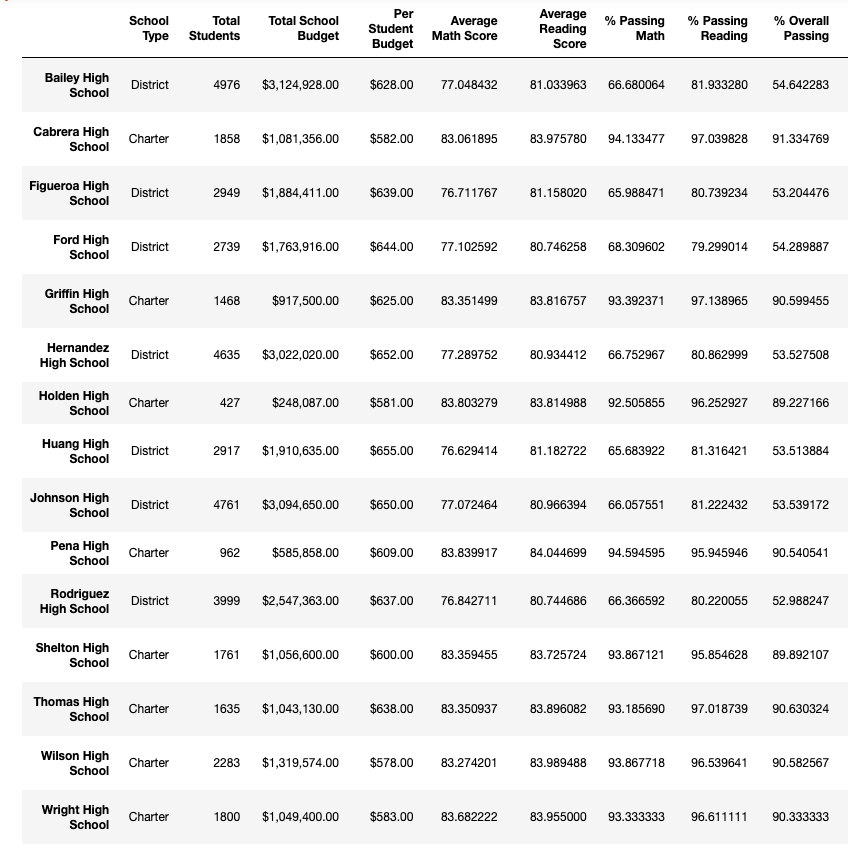 School Type Total Students Total School Budget Per Student Budget Average Math Score Average Reading Score % Passing Math % Passing Reading % Overall Passing
Bailey High School District 4976 $3,124,928.00 $628.00 77.048432 81.033963 66.680064 81.933280 54.642283
Cabrera High School Charter 1858 $1,081,356.00 $582.00 83.061895 83.975780 94.133477 97.039828 91.334769
Figueroa High School District 2949 $1,884,411.00 $639.00 76.711767 81.158020 65.988471 80.739234 53.204476
Ford High School District 2739 $1,763,916.00 $644.00 77.102592 80.746258 68.309602 79.299014 54.289887
Griffin High School Charter 1468 $917,500.00 $625.00 83.351499 83.816757 93.392371 97.138965 90.599455
Hernandez High School District 4635 $3,022,020.00 $652.00 77.289752 80.934412 66.752967 80.862999 53.527508
Holden High School Charter 427 $248,087.00 $581.00 83.803279 83.814988 92.505855 96.252927 89.227166
Huang High School District 2917 $1,910,635.00 $655.00 76.629414 81.182722 65.683922 81.316421 53.513884
Johnson High School District 4761 $3,094,650.00 $650.00 77.072464 80.966394 66.057551 81.222432 53.539172
Pena High School Charter 962 $585,858.00 $609.00 83.839917 84.044699 94.594595 95.945946 90.540541
Rodriguez High School District 3999 $2,547,363.00 $637.00 76.842711 80.744686 66.366592 80.220055 52.988247
Shelton High School Charter 1761 $1,056,600.00 $600.00 83.359455 83.725724 93.867121 95.854628 89.892107
Thomas High School Charter 1635 $1,043,130.00 $638.00 83.350937 83.896082 93.185690 97.018739 90.630324
Wilson High School Charter 2283 $1,319,574.00 $578.00 83.274201 83.989488 93.867718 96.539641 90.582567
Wright High School Charter 1800 $1,049,400.00 $583.00 83.682222 83.955000 93.333333 96.611111 90.333333